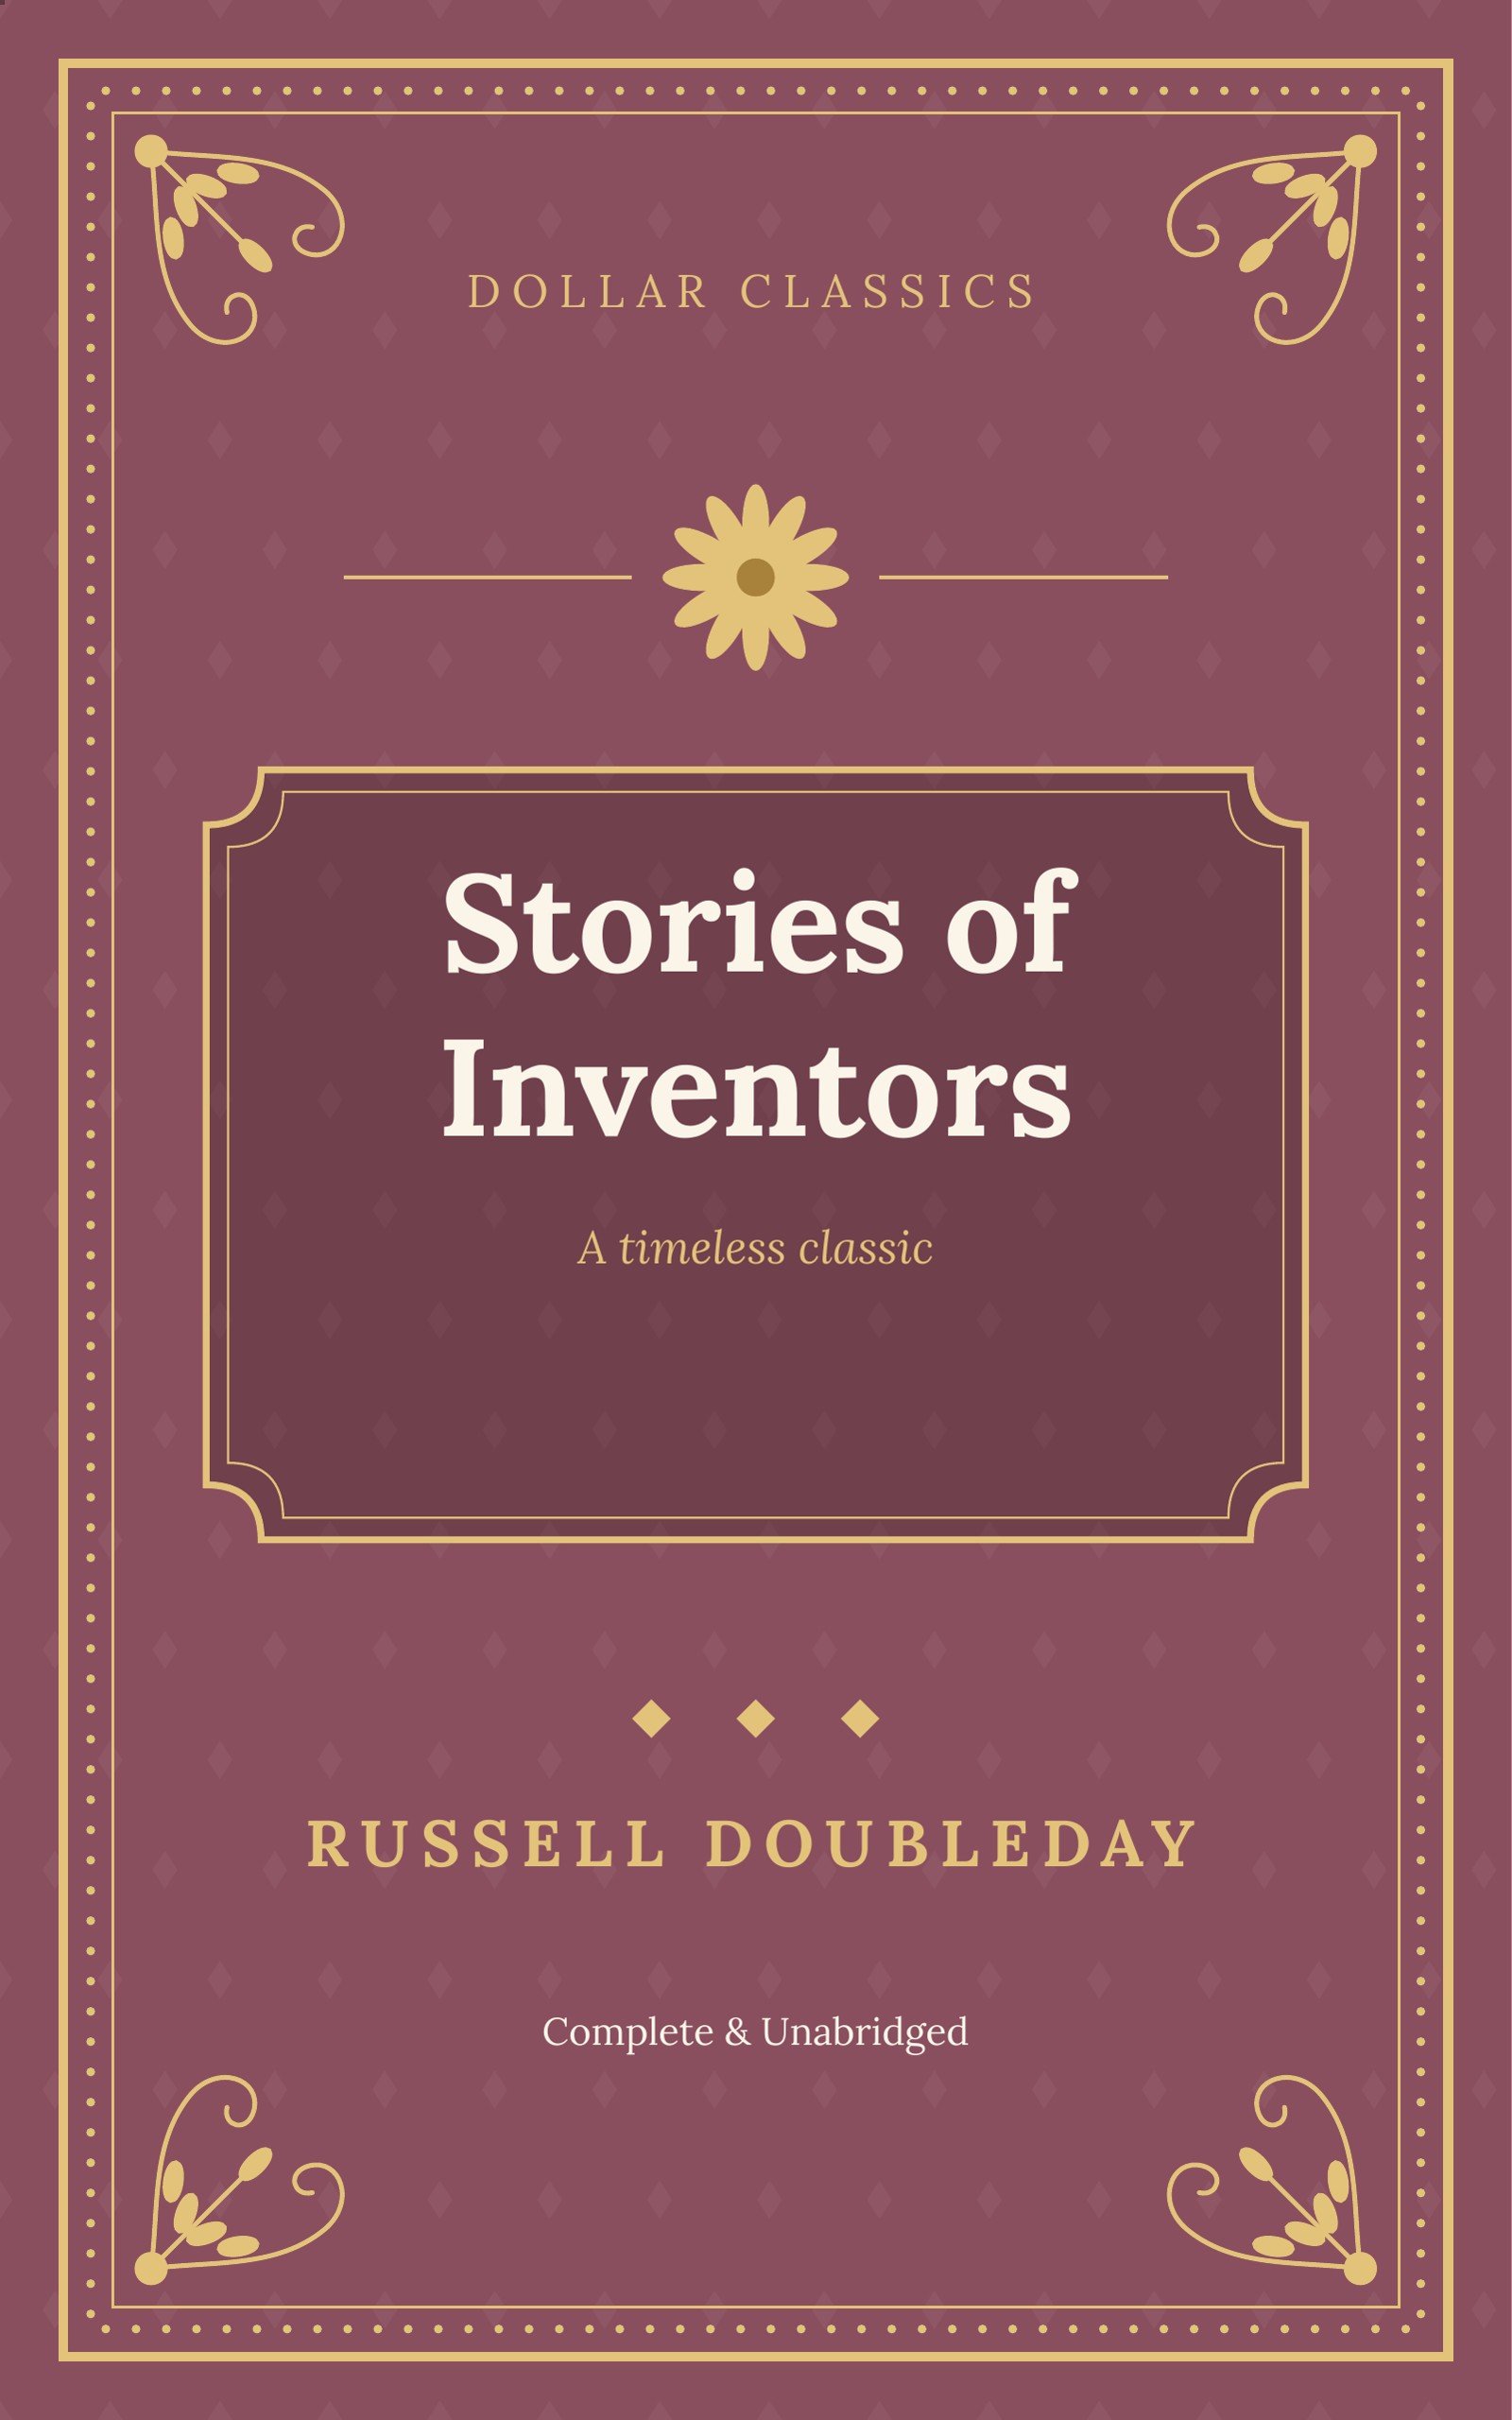 DOLLAR CLASSICS
Stories of
Inventors
A timeless classic
RUSSELL DOUBLEDAY
Complete & Unabridged